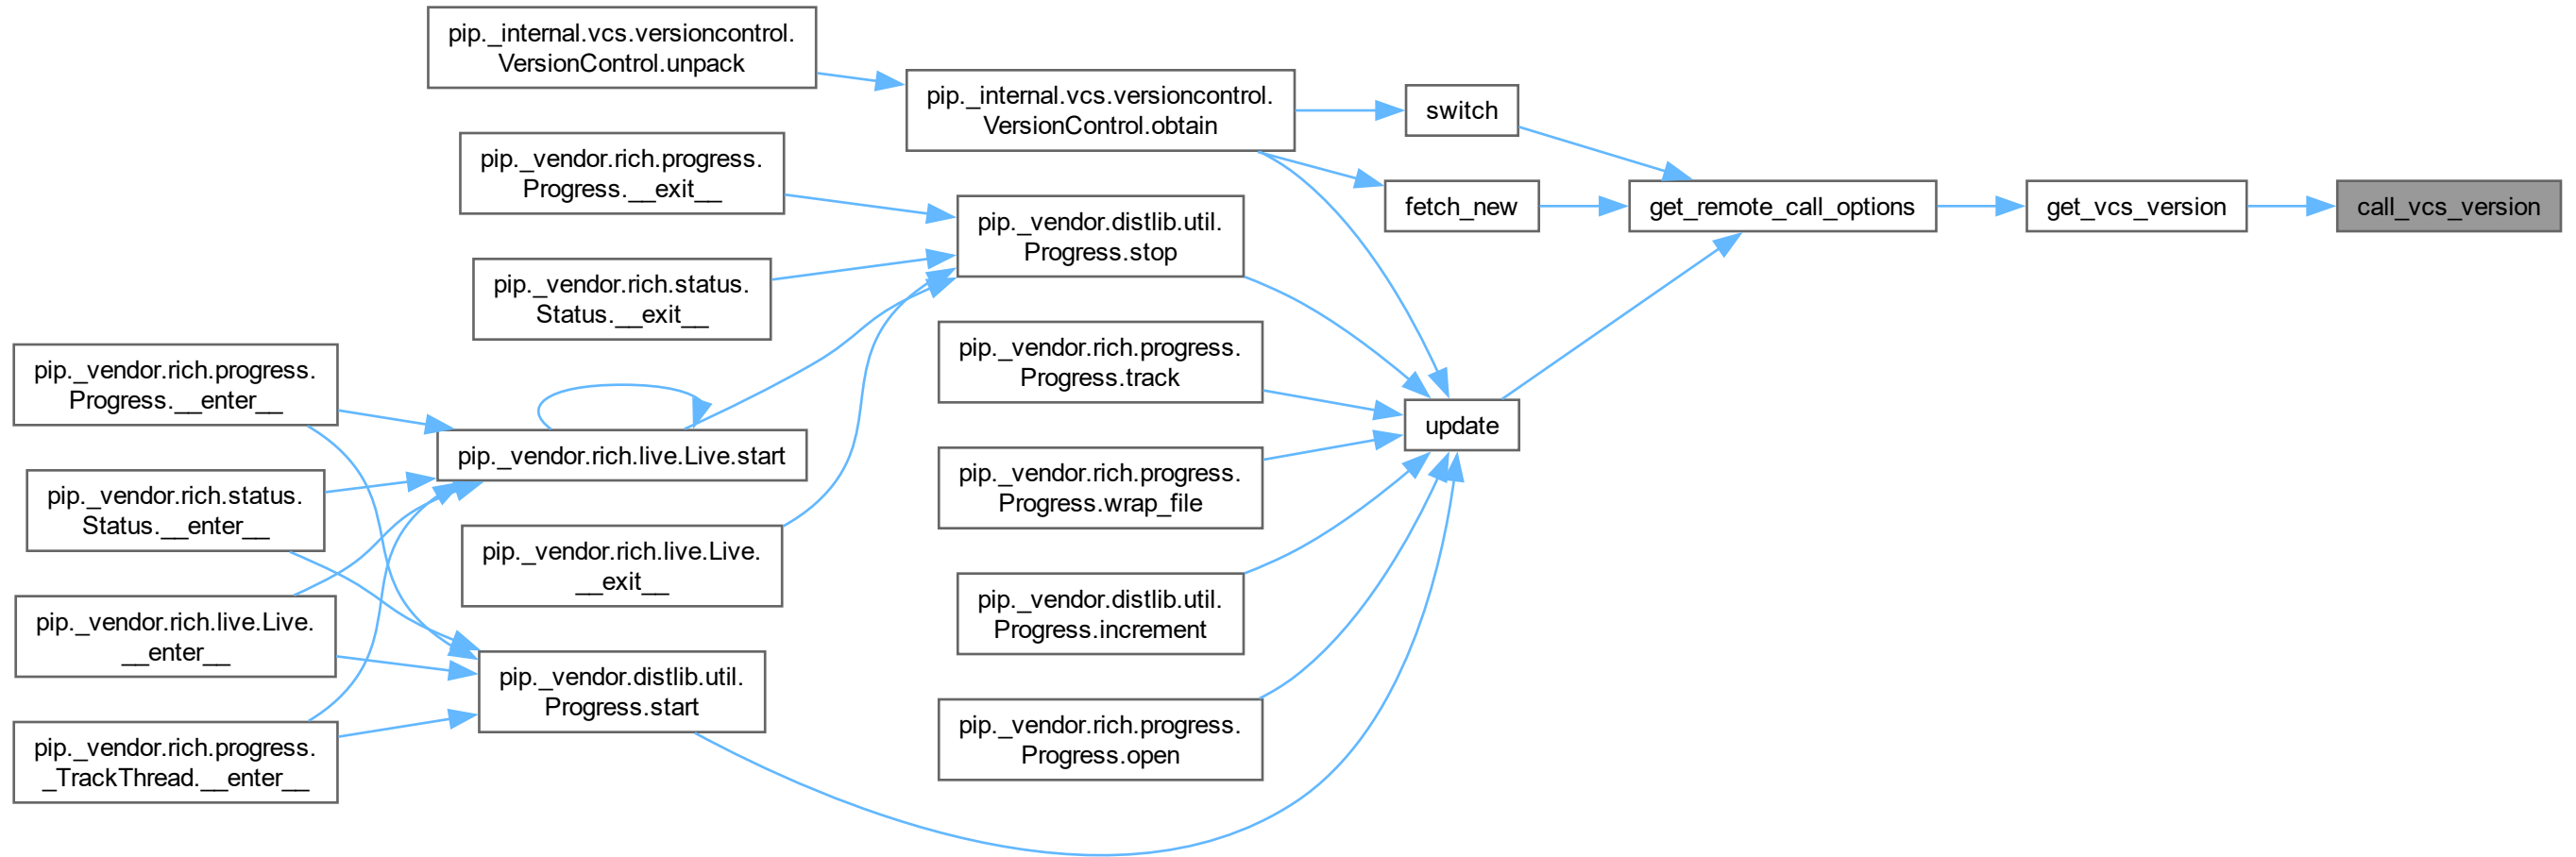 pip._internal.vcs.versioncontrol.
VersionControl.unpack
pip._internal.vcs.versioncontrol.
VersionControl.obtain
switch
pip._vendor.rich.progress.
Progress.__exit__
fetch_new
get_remote_call_options
get_vcs_version
call_vcs_version
pip._vendor.distlib.util.
Progress.stop
pip._vendor.rich.status.
Status.__exit__
pip._vendor.rich.progress.
Progress.track
pip._vendor.rich.progress.
Progress.__enter__
update
pip._vendor.rich.live.Live.start
pip._vendor.rich.progress.
Progress.wrap_file
pip._vendor.rich.status.
Status.__enter__
pip._vendor.rich.live.Live.
__exit__
pip._vendor.distlib.util.
Progress.increment
pip._vendor.rich.live.Live.
__enter__
pip._vendor.distlib.util.
Progress.start
pip._vendor.rich.progress.
Progress.open
pip._vendor.rich.progress.
_TrackThread.__enter__